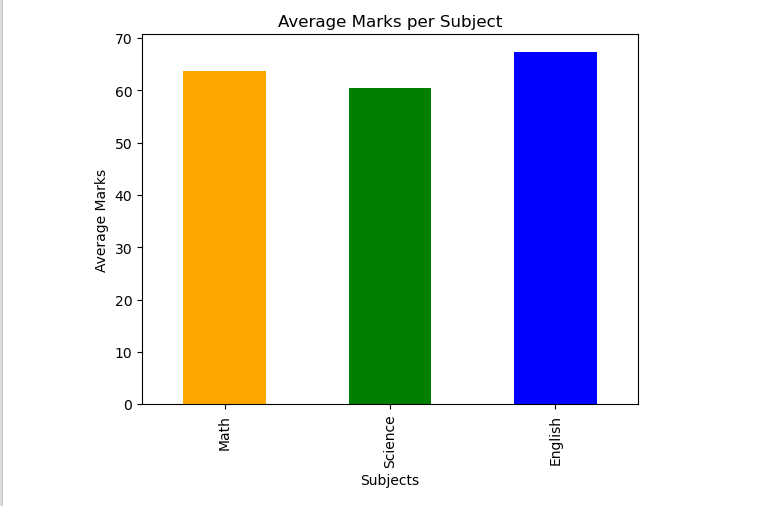 Average Marks per Subject
70
60
50
40
30
20
10
0
Average Marks
Math
Science
English
Subjects